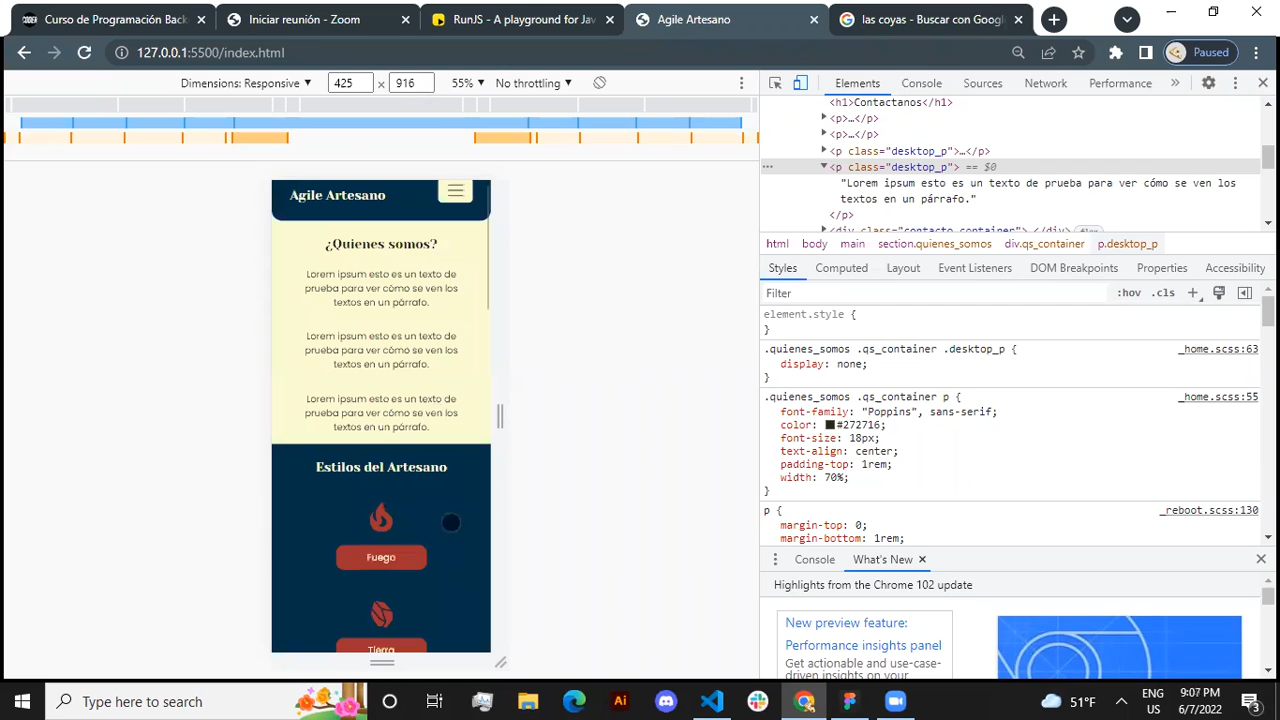 Curso de Programación Back
Iniciar reunión - Zoom
RunJS - A playground for Jav
Agile Artesano
las coyas - Buscar con Googl
127.0.0.1:5500/index.html
Paused
Dimensions: Responsive
425 × 916
55%
No throttling
Elements
Console
Sources
Network
Performance
<h1>Contactanos</h1>
<p>…</p>
<p>…</p>
<p class="desktop_p">…</p>
<p class="desktop_p"> == $0
"Lorem ipsum esto es un texto de prueba para ver cómo se ven los
textos en un párrafo."
</p>
<div class="contacto_container">…</div> flex
html body main section.quienes_somos div.qs_container p.desktop_p
Styles Computed Layout Event Listeners DOM Breakpoints Properties Accessibility
Filter
:hov .cls
element.style {
}
.quienes_somos .qs_container .desktop_p {
_home.scss:63
display: none;
}
.quienes_somos .qs_container p {
_home.scss:55
font-family: "Poppins", sans-serif;
color: #272716;
font-size: 18px;
text-align: center;
padding-top: 1rem;
width: 70%;
}
p {
_reboot.scss:130
margin-top: 0;
margin-bottom: 1rem;
Console
What's New
Highlights from the Chrome 102 update
New preview feature:
Performance insights panel
Get actionable and use-case-
driven insights on your
Agile Artesano
¿Quienes somos?
Lorem ipsum esto es un texto de
prueba para ver cómo se ven los
textos en un párrafo.
Lorem ipsum esto es un texto de
prueba para ver cómo se ven los
textos en un párrafo.
Lorem ipsum esto es un texto de
prueba para ver cómo se ven los
textos en un párrafo.
Estilos del Artesano
Fuego
Tierra
Type here to search
Ai
51°F
ENG
US
9:07 PM
6/7/2022
3